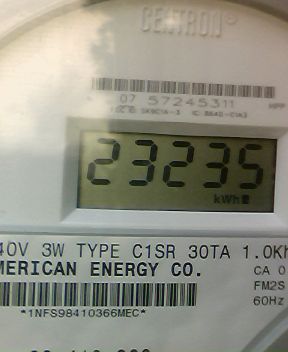 CENTRON®
07 57245311
23235
kWh
40V 3W TYPE C1SR 30TA 1.0Kh
MERICAN ENERGY CO.
CA 0
FM2S
60Hz
*1NFS98410366MEC*